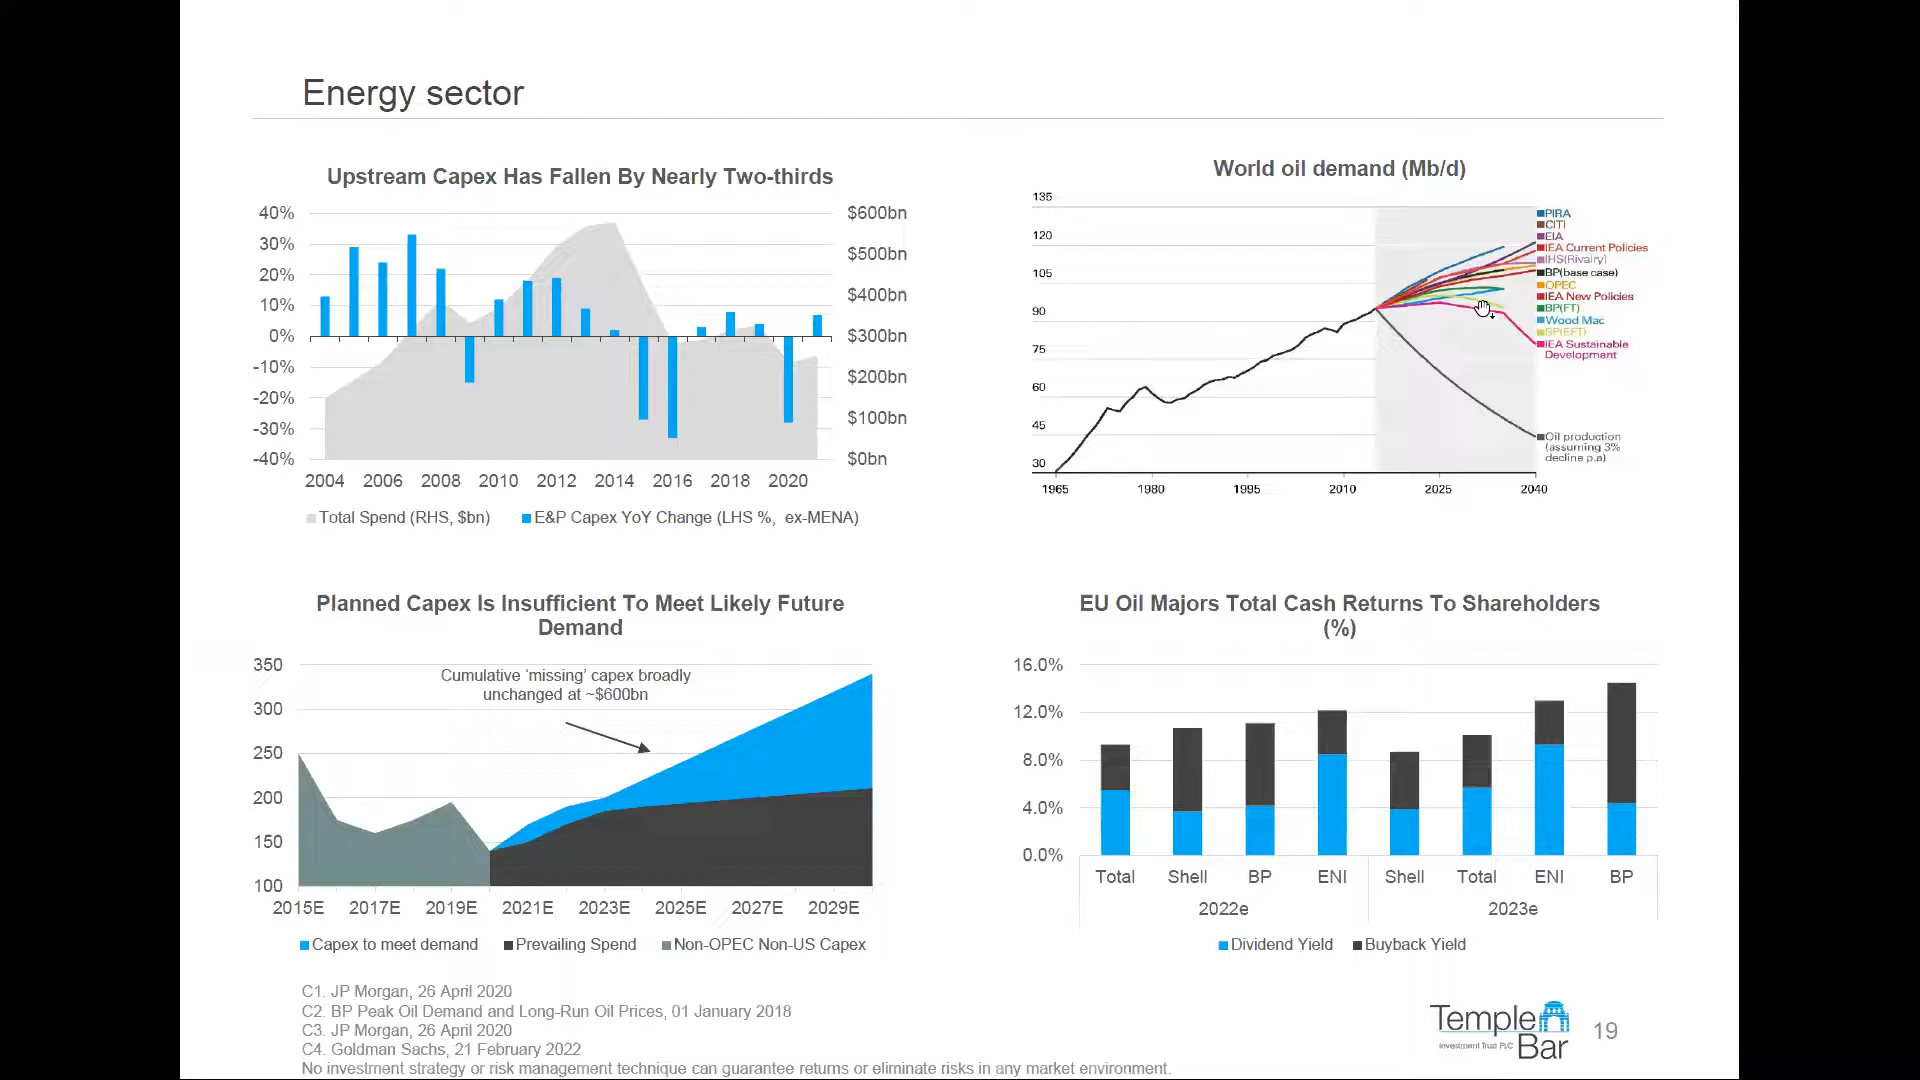 Energy sector
Upstream Capex Has Fallen By Nearly Two-thirds
40%
30%
20%
10%
0%
-10%
-20%
-30%
-40%
$600bn
$500bn
$400bn
$300bn
$200bn
$100bn
$0bn
2004 2006 2008 2010 2012 2014 2016 2018 2020
Total Spend (RHS, $bn) E&P Capex YoY Change (LHS %, ex-MENA)
World oil demand (Mb/d)
135
120
105
90
75
60
45
30
1965 1980 1995 2010 2025 2040
PIRA
CITI
EIA
IEA Current Policies
IHS(Rivalry)
BP(base case)
OPEC
IEA New Policies
BP(FT)
Wood Mac
BP(EFT)
IEA Sustainable
Development
Oil production
(assuming 3%
decline p.a)
Planned Capex Is Insufficient To Meet Likely Future
Demand
350
300
250
200
150
100
Cumulative ‘missing’ capex broadly
unchanged at ~$600bn
2015E 2017E 2019E 2021E 2023E 2025E 2027E 2029E
Capex to meet demand Prevailing Spend Non-OPEC Non-US Capex
EU Oil Majors Total Cash Returns To Shareholders
(%)
16.0%
12.0%
8.0%
4.0%
0.0%
Total Shell BP ENI Shell Total ENI BP
2022e 2023e
Dividend Yield Buyback Yield
C1. JP Morgan, 26 April 2020
C2. BP Peak Oil Demand and Long-Run Oil Prices, 01 January 2018
C3. JP Morgan, 26 April 2020
C4. Goldman Sachs, 21 February 2022
No investment strategy or risk management technique can guarantee returns or eliminate risks in any market environment.
Temple
Investment Trust PLC Bar
19